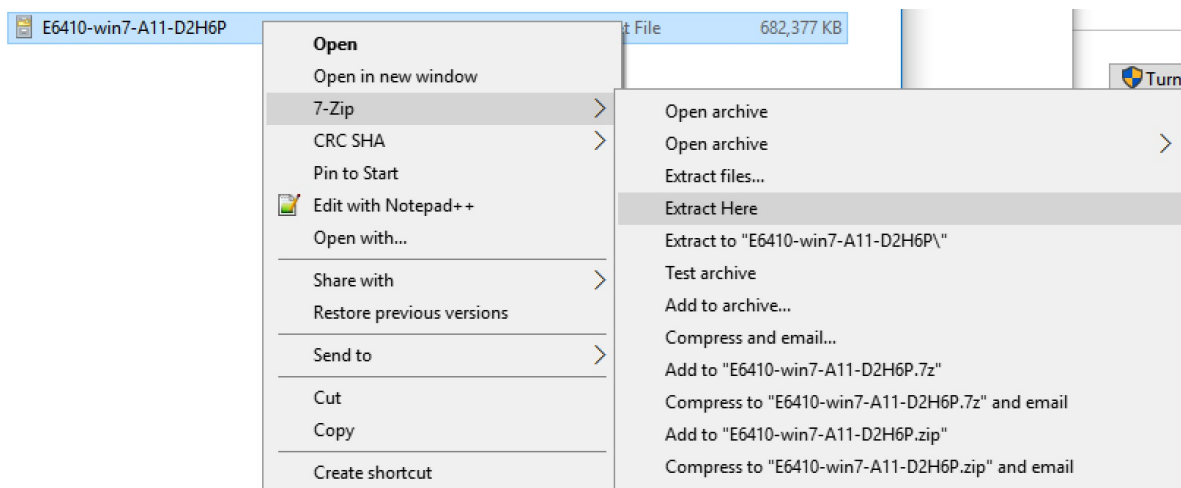 E6410-win7-A11-D2H6P
t File 682,377 KB
Open
Open in new window
7-Zip
CRC SHA
Pin to Start
Edit with Notepad++
Open with...
Share with
Restore previous versions
Send to
Cut
Copy
Create shortcut
Turn
Open archive
Open archive
Extract files...
Extract Here
Extract to "E6410-win7-A11-D2H6P\"
Test archive
Add to archive...
Compress and email...
Add to "E6410-win7-A11-D2H6P.7z"
Compress to "E6410-win7-A11-D2H6P.7z" and email
Add to "E6410-win7-A11-D2H6P.zip"
Compress to "E6410-win7-A11-D2H6P.zip" and email